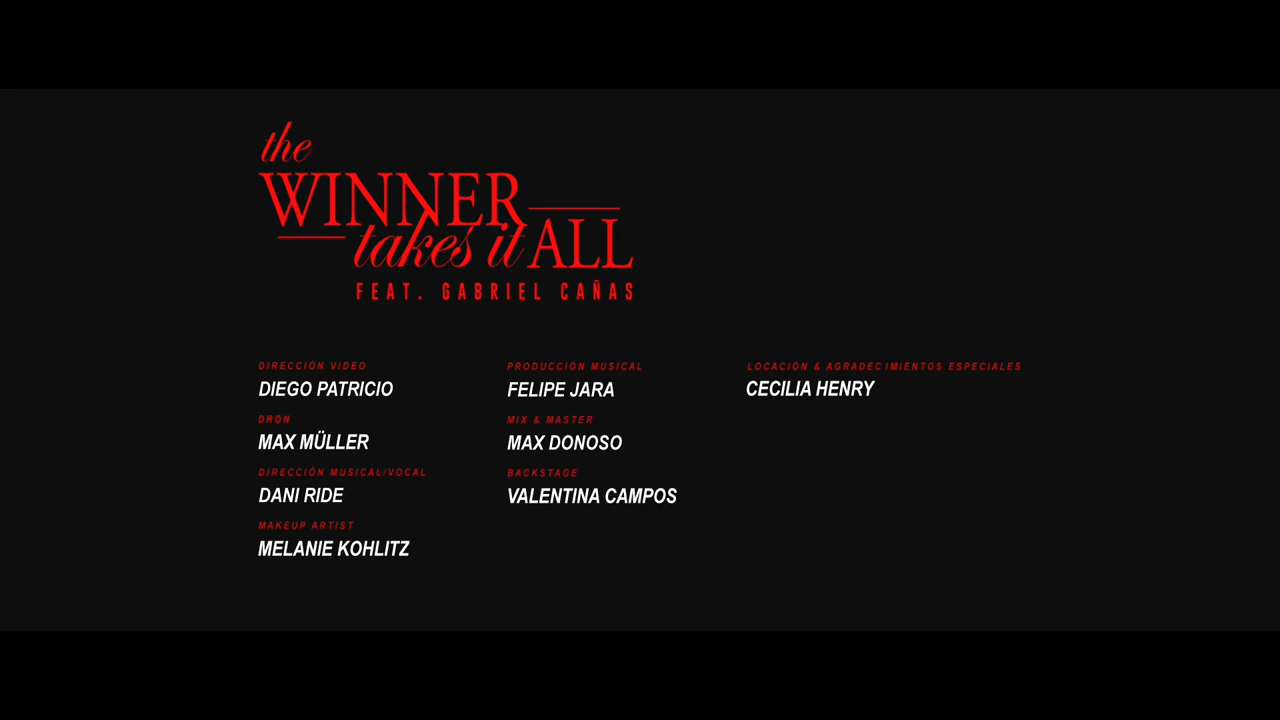 the
WINNER
takes it ALL
FEAT. GABRIEL CAÑAS
DIRECCIÓN VIDEO
DIEGO PATRICIO
DRON
MAX MÜLLER
DIRECCIÓN MUSICAL/VOCAL
DANI RIDE
MAKEUP ARTIST
MELANIE KOHLITZ
PRODUCCIÓN MUSICAL
FELIPE JARA
MIX & MASTER
MAX DONOSO
BACKSTAGE
VALENTINA CAMPOS
LOCACIÓN & AGRADECIMIENTOS ESPECIALES
CECILIA HENRY